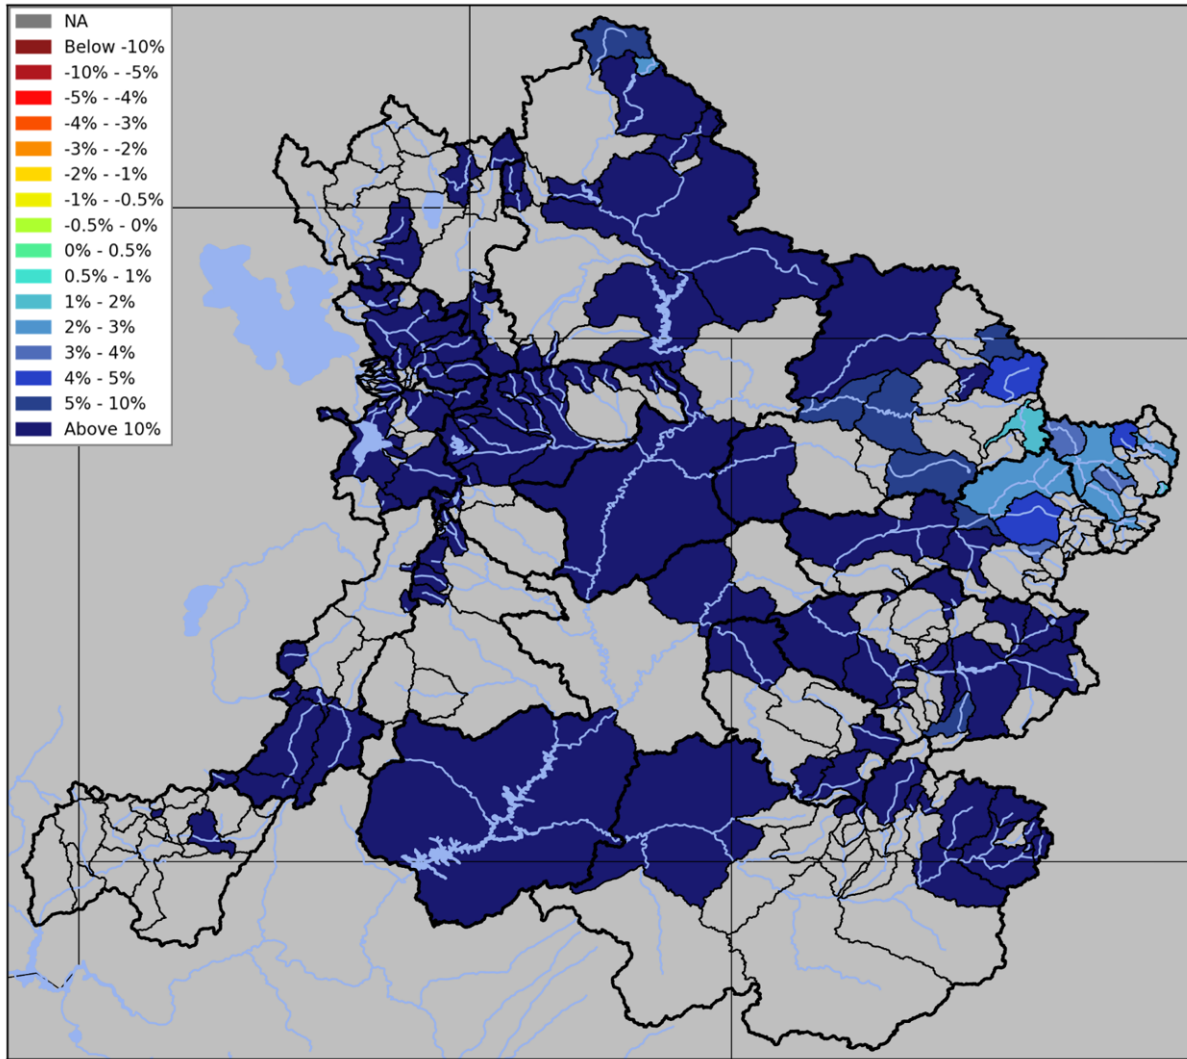 NA
Below -10%
-10% - -5%
-5% - -4%
-4% - -3%
-3% - -2%
-2% - -1%
-1% - -0.5%
-0.5% - 0%
0% - 0.5%
0.5% - 1%
1% - 2%
2% - 3%
3% - 4%
4% - 5%
5% - 10%
Above 10%